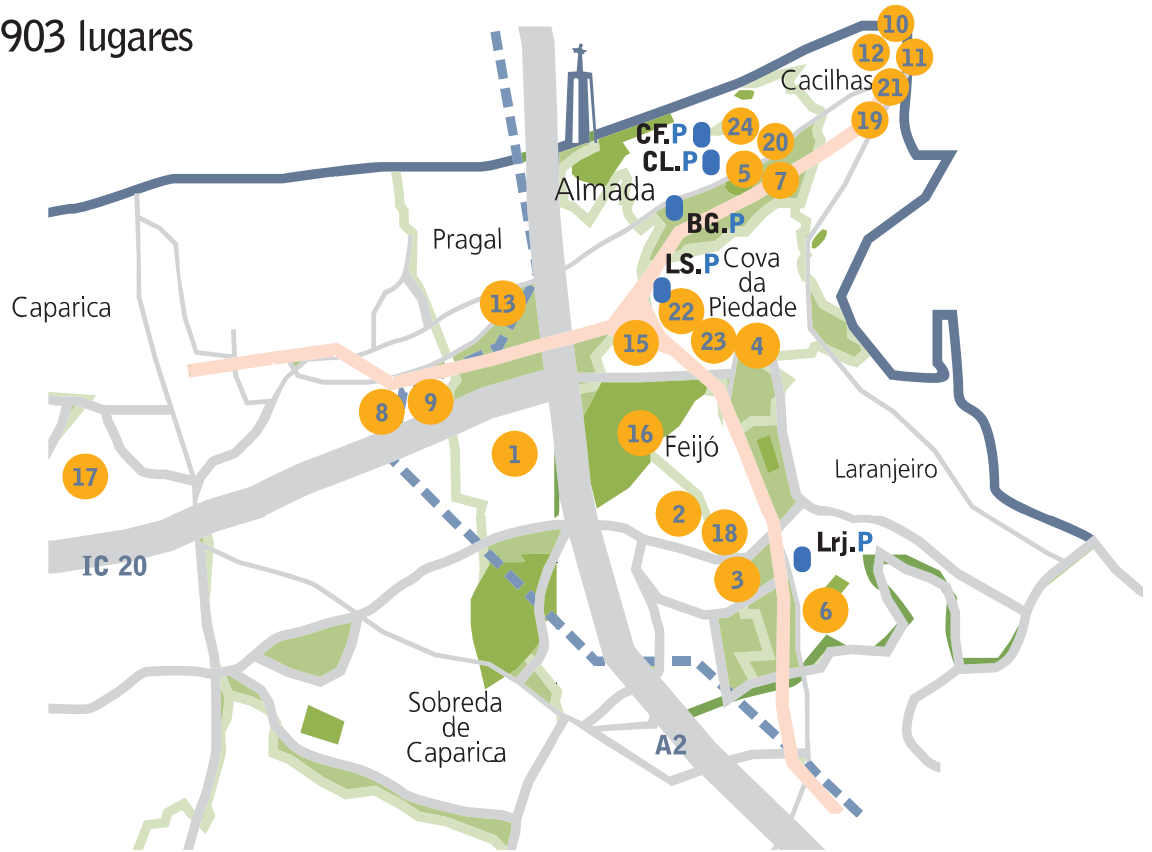 903 lugares
10
12
11
Cacilhas
21
19
24
20
CF.P
CL.P
5
7
Almada
BG.P
Pragal
LS.P
Cova
da
Piedade
Caparica
13
22
15
23
4
8
9
16
Feijó
1
17
Laranjeiro
2
18
Lrj.P
IC 20
3
6
Sobreda
de
Caparica
A2